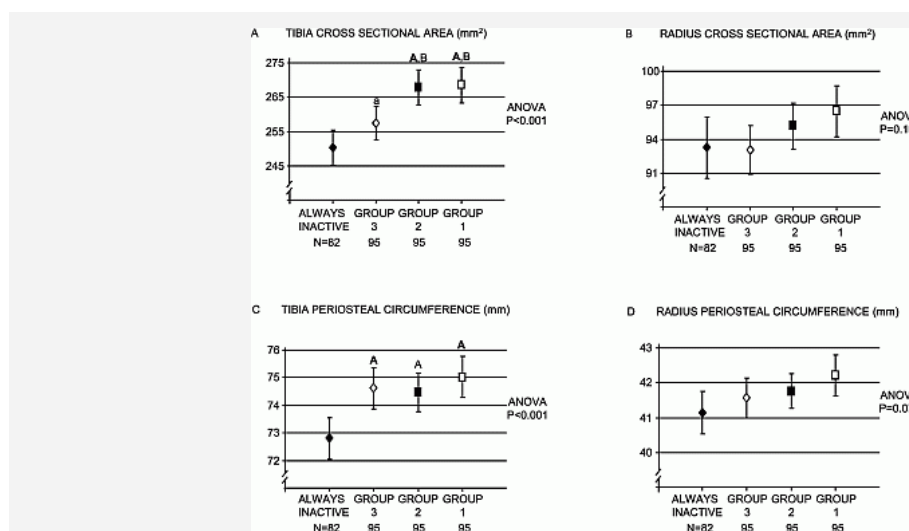 A TIBIA CROSS SECTIONAL AREA (mm²)
275
265
255
245
a
A,B
A,B
ANOVA
P<0.001
ALWAYS GROUP GROUP GROUP
INACTIVE 3 2 1
N=82 95 95 95
B RADIUS CROSS SECTIONAL AREA (mm²)
100
97
94
91
ALWAYS GROUP GROUP GROUP
INACTIVE 3 2 1
N=82 95 95 95
C TIBIA PERIOSTEAL CIRCUMFERENCE (mm)
76
75
74
73
72
A
A
A
ANOVA
P<0.001
ALWAYS GROUP GROUP GROUP
INACTIVE 3 2 1
N=82 95 95 95
D RADIUS PERIOSTEAL CIRCUMFERENCE (mm)
43
42
41
40
ALWAYS GROUP GROUP GROUP
INACTIVE 3 2 1
N=82 95 95 95